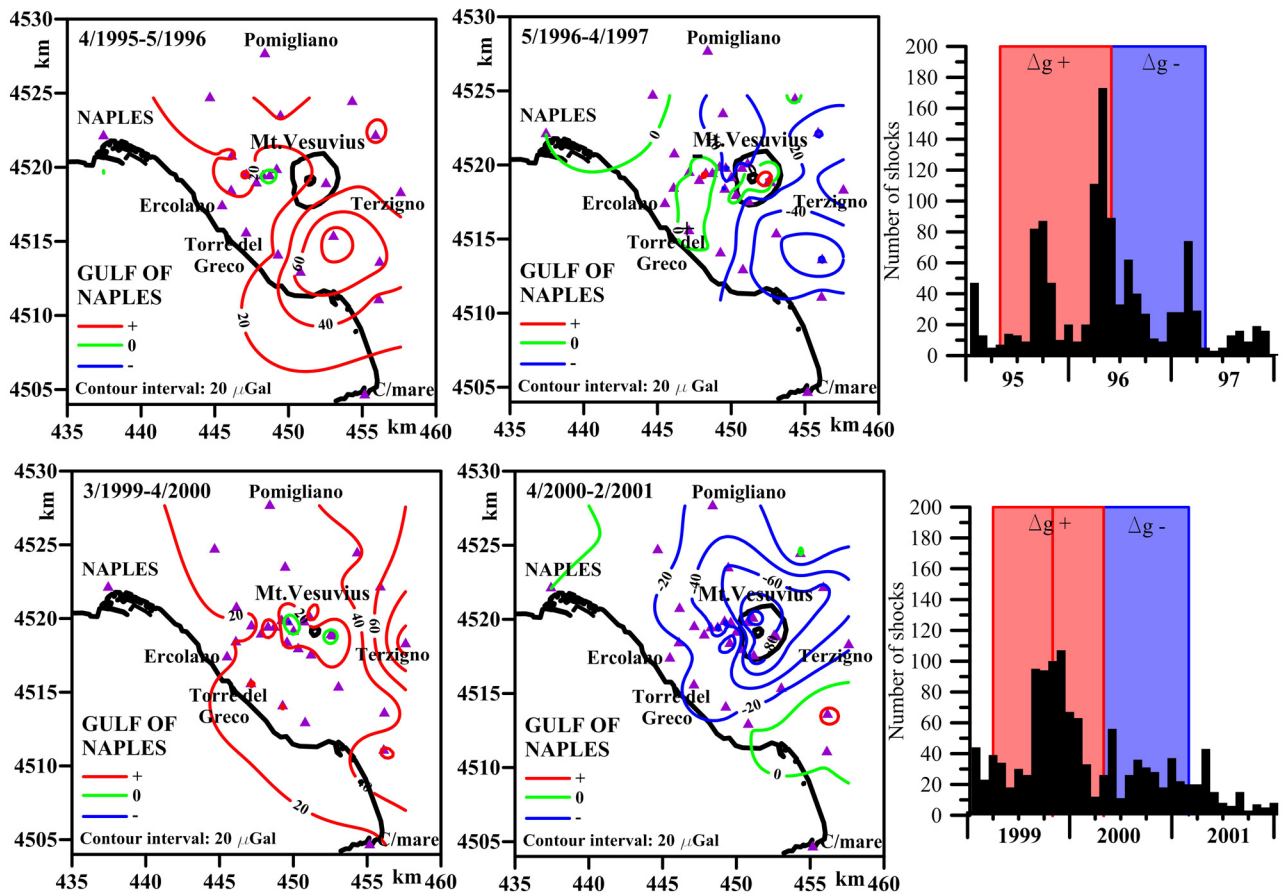 4530
4525
4520
4515
4510
4505
km
4/1995-5/1996
Pomigliano
NAPLES
Mt.Vesuvius
20
Ercolano
Terzigno
Torre del
Greco
60
GULF OF
NAPLES
20
40
+
0
-
Contour interval: 20 μGal
C/mare
435 440 445 450 455 460
km
4530
4525
4520
4515
4510
4505
km
5/1996-4/1997
Pomigliano
0
NAPLES
Mt.Vesuvius
20
Ercolano
Terzigno
-40
0
Torre del
Greco
GULF OF
NAPLES
+
0
-
Contour interval: 20 μGal
C/mare
435 440 445 450 455 460
km
200
180
160
140
120
100
80
60
40
20
0
Number of shocks
Δg +
Δg -
95 96 97
4530
4525
4520
4515
4510
4505
km
3/1999-4/2000
Pomigliano
NAPLES
Mt.Vesuvius
20
20
40
60
Ercolano
Terzigno
Torre del
Greco
GULF OF
NAPLES
20
40
+
0
-
Contour interval: 20 μGal
C/mare
435 440 445 450 455 460
km
4530
4525
4520
4515
4510
4505
km
4/2000-2/2001
Pomigliano
-20
-40
-60
NAPLES
Mt.Vesuvius
80
Ercolano
Terzigno
Torre del
Greco
-20
GULF OF
NAPLES
0
+
0
-
Contour interval: 20 μGal
C/mare
435 440 445 450 455 460
km
200
180
160
140
120
100
80
60
40
20
0
Number of shocks
Δg +
Δg -
1999 2000 2001